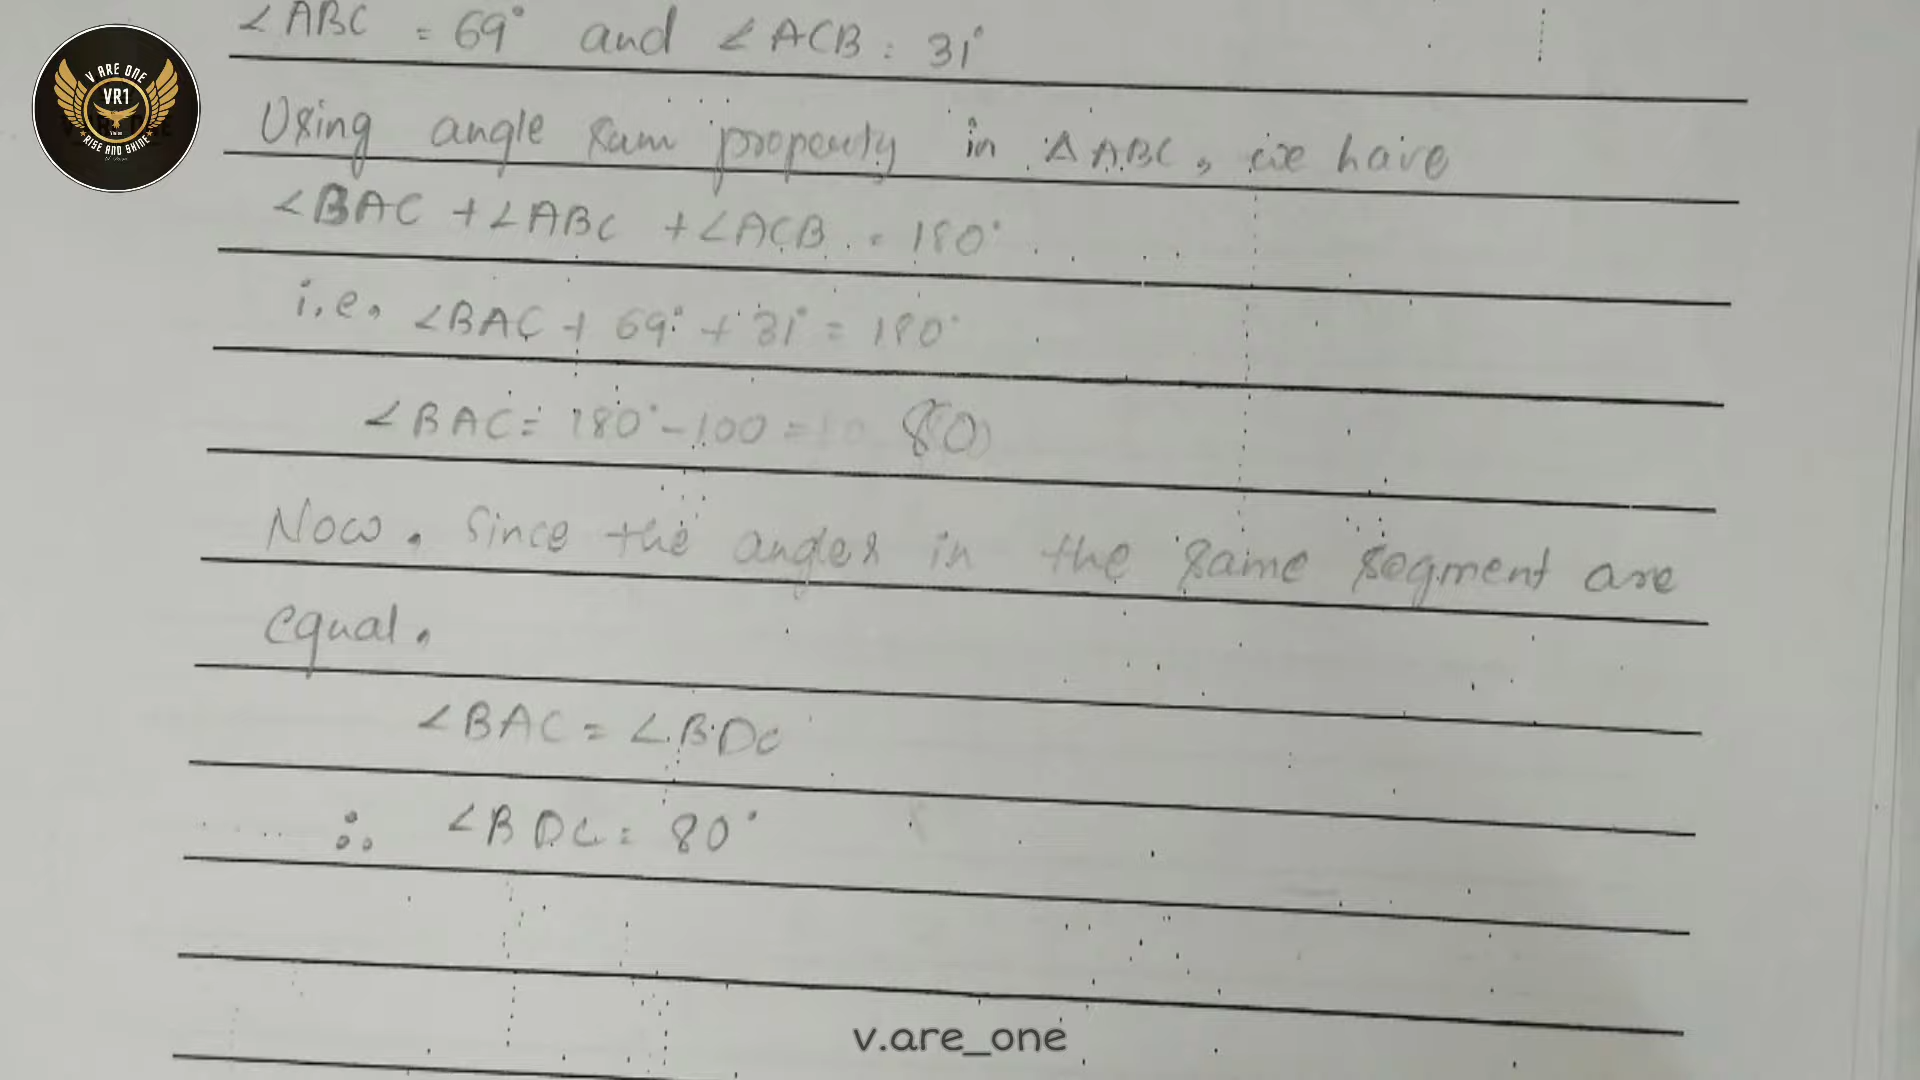 ∠ABC = 69° and ∠ACB = 31°
V ARE ONE
VR1
RISE AND SHINE
Using angle sum property in △ABC, we have
∠BAC + ∠ABC + ∠ACB = 180°
i.e. ∠BAC + 69° + 31° = 180°
∠BAC = 180° - 100 = 80
Now, Since the angles in the same segment are
equal.
∠BAC = ∠BDC
∴ ∠BDC = 80°
v.are_one